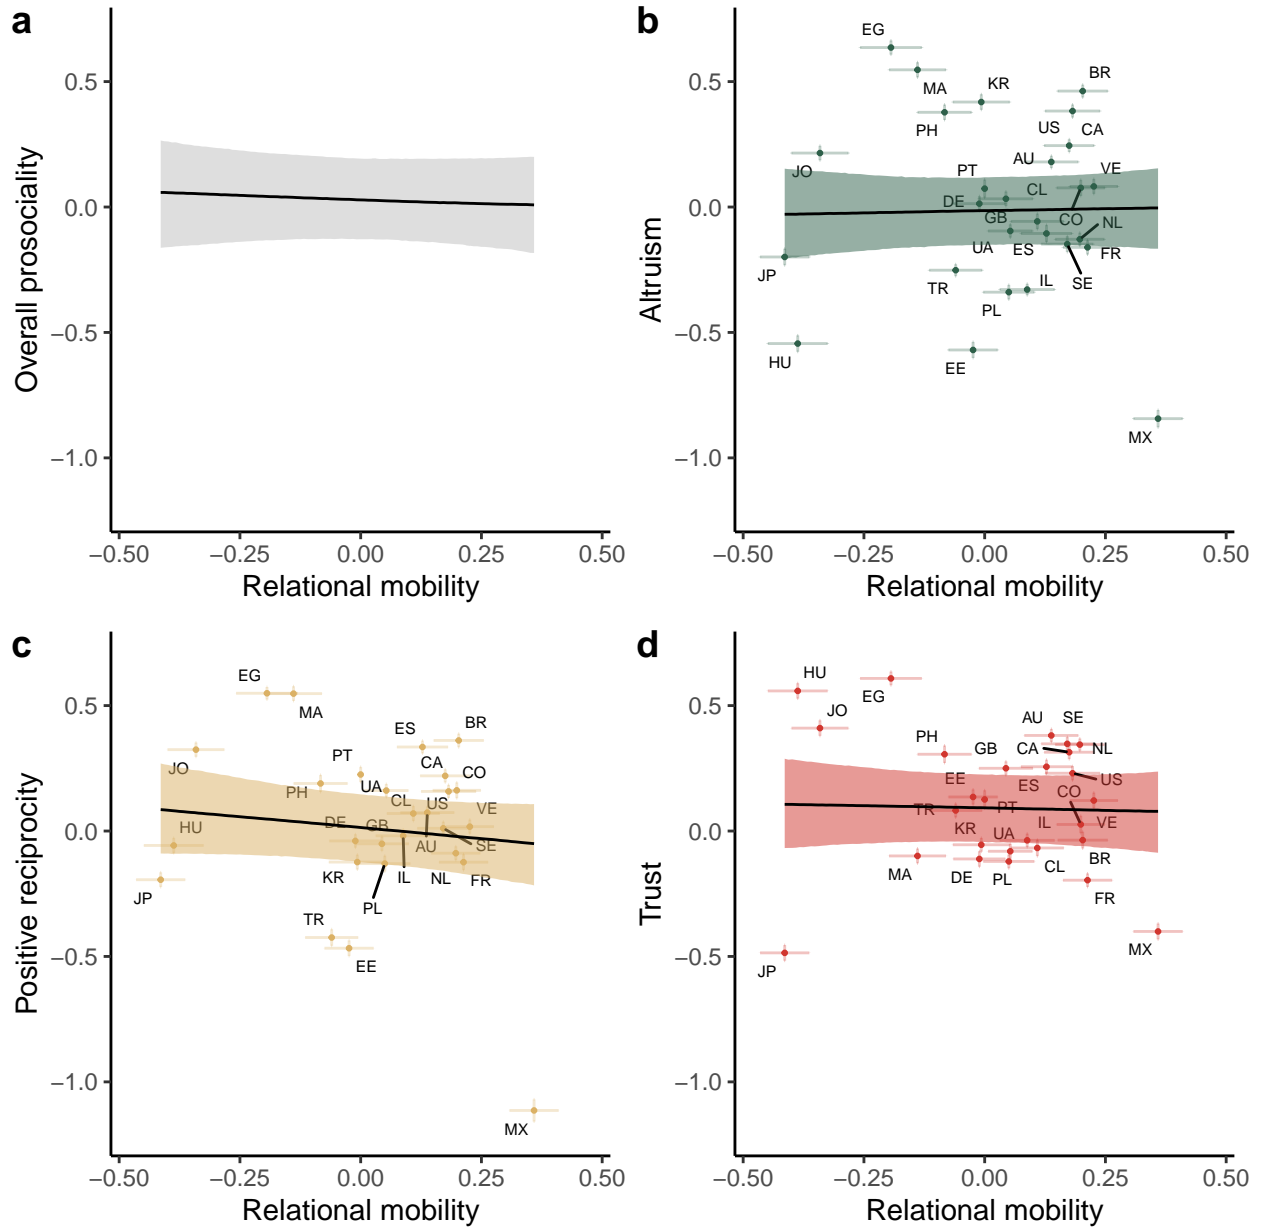 a
0.5
0.0
−0.5
−1.0
Overall prosociality
−0.50 −0.25 0.00 0.25 0.50
Relational mobility
b
0.5
0.0
−0.5
−1.0
Altruism
EG
MA
KR
BR
PH
US
CA
JO
AU
PT
VE
CL
DE
GB
CO
NL
UA
ES
FR
JP
TR
IL
SE
PL
HU
EE
MX
−0.50 −0.25 0.00 0.25 0.50
Relational mobility
c
0.5
0.0
−0.5
−1.0
Positive reciprocity
EG
MA
ES
BR
PT
CA
CO
JO
PH
UA
CL
US
VE
HU
DE
GB
AU
SE
KR
IL
NL
FR
JP
PL
TR
EE
MX
−0.50 −0.25 0.00 0.25 0.50
Relational mobility
d
0.5
0.0
−0.5
−1.0
Trust
HU
EG
JO
AU
SE
PH
GB
CA
NL
EE
ES
US
TR
PT
CO
KR
UA
IL
VE
MA
DE
PL
CL
BR
FR
MX
JP
−0.50 −0.25 0.00 0.25 0.50
Relational mobility